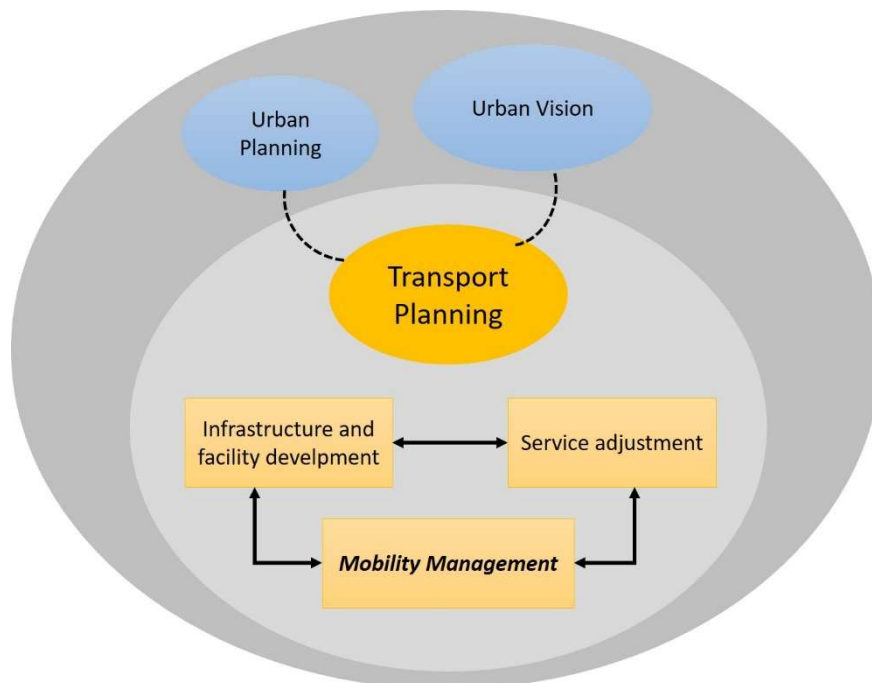 Urban
Planning
Urban Vision
Transport
Planning
Infrastructure and
facility develpment
Service adjustment
Mobility Management